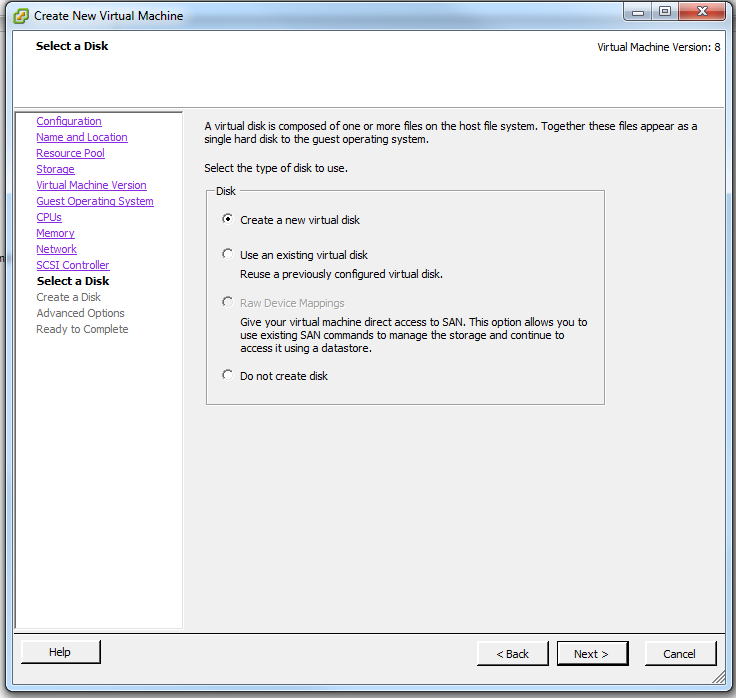 Create New Virtual Machine
Select a Disk
Virtual Machine Version: 8
Configuration
Name and Location
Resource Pool
Storage
Virtual Machine Version
Guest Operating System
CPUs
Memory
Network
SCSI Controller
Select a Disk
Create a Disk
Advanced Options
Ready to Complete
A virtual disk is composed of one or more files on the host file system. Together these files appear as a
single hard disk to the guest operating system.
Select the type of disk to use.
Disk
Create a new virtual disk
Use an existing virtual disk
Reuse a previously configured virtual disk.
Raw Device Mappings
Give your virtual machine direct access to SAN. This option allows you to
use existing SAN commands to manage the storage and continue to
access it using a datastore.
Do not create disk
Help
< Back
Next >
Cancel